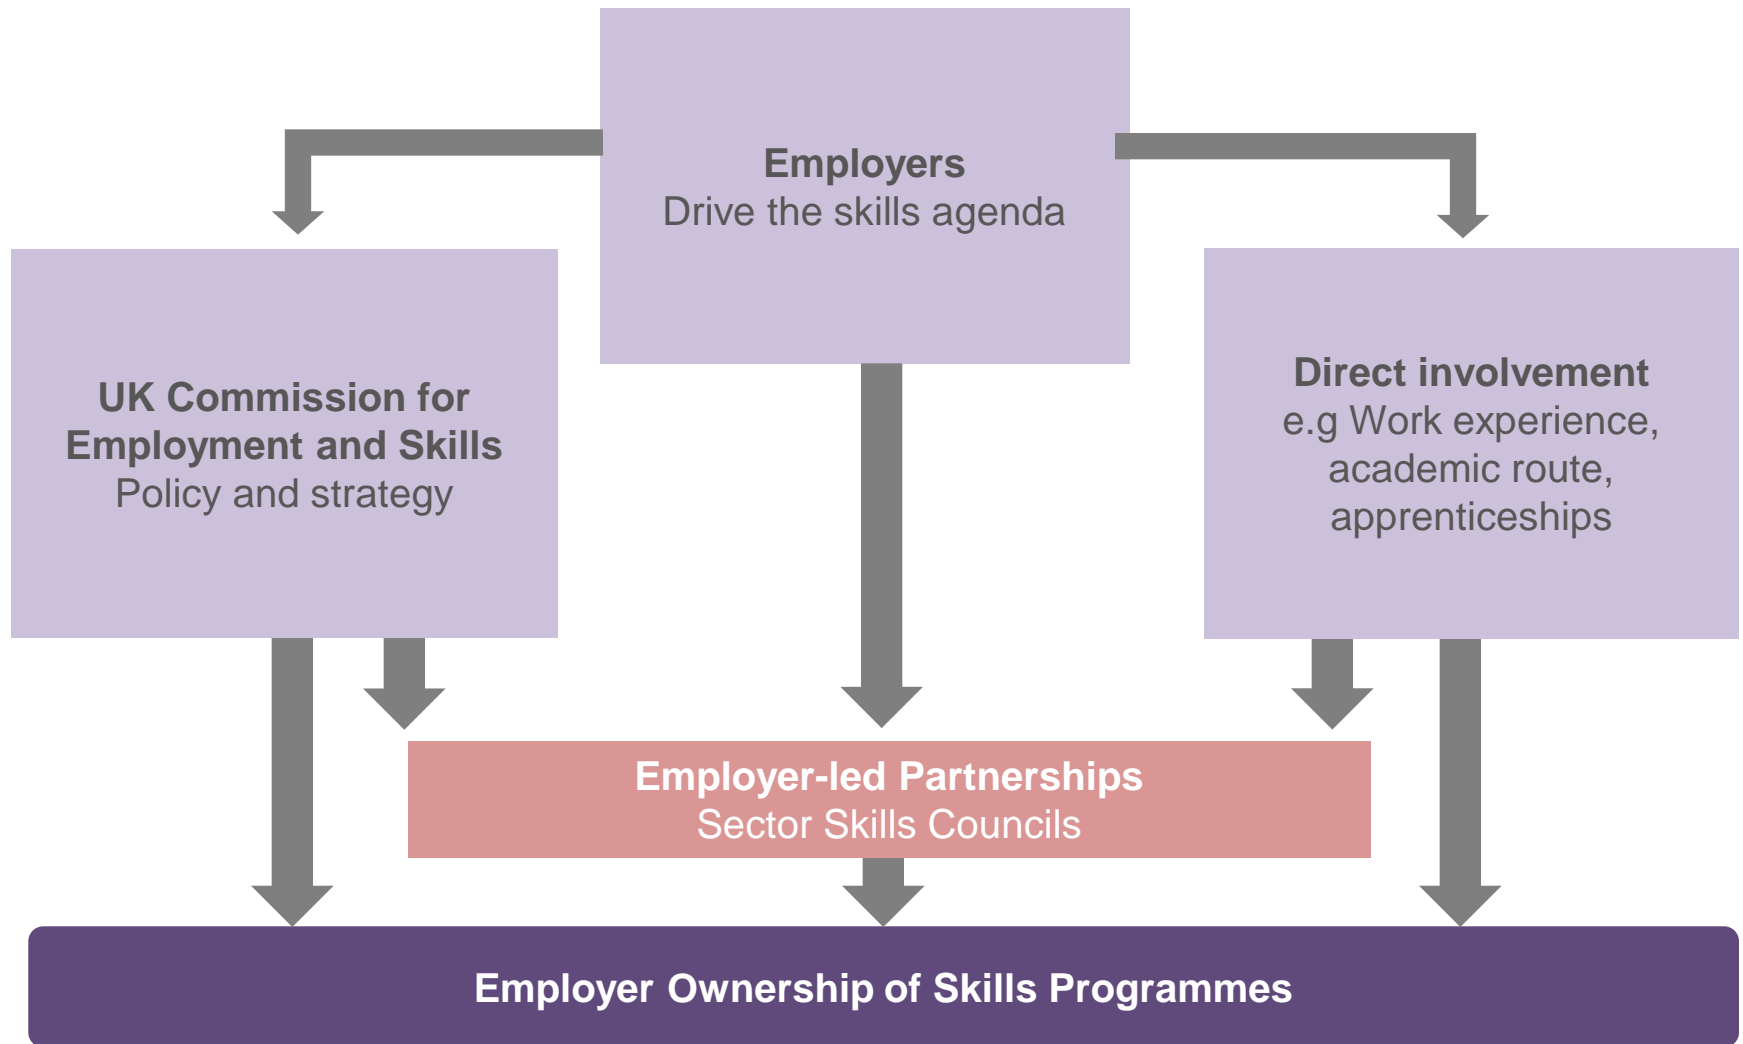 Employers
Drive the skills agenda
UK Commission for
Employment and Skills
Policy and strategy
Direct involvement
e.g Work experience,
academic route,
apprenticeships
Employer-led Partnerships
Sector Skills Councils
Employer Ownership of Skills Programmes